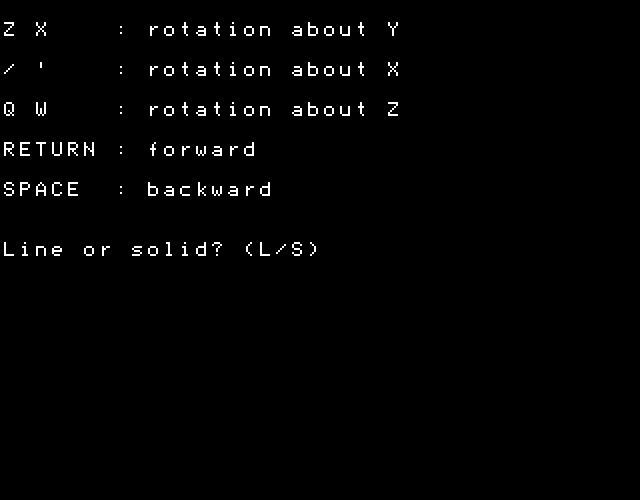 Z X    : rotation about Y
/ '    : rotation about X
Q W    : rotation about Z
RETURN : forward
SPACE  : backward
Line or solid? (L/S)